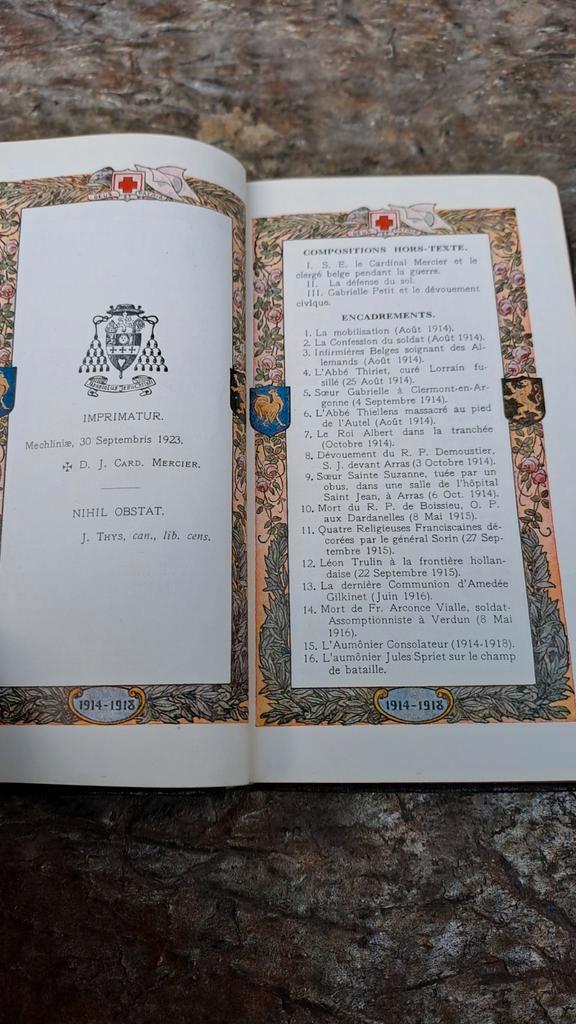 IMPRIMATUR.
Mechliniæ, 30 Septembris 1923.
✠ D. J. Card. Mercier.
NIHIL OBSTAT.
J. Thys, can., lib. cens.
1914-1918
COMPOSITIONS HORS-TEXTE.
I. S. E. le Cardinal Mercier et le
clergé belge pendant la guerre.
II. La défense du sol.
III. Gabrielle Petit et le dévouement
civique.
ENCADREMENTS.
1. La mobilisation (Août 1914).
2. La Confession du soldat (Août 1914).
3. Infirmières Belges soignant des Al-
lemands (Août 1914).
4. L'Abbé Thiriet, curé Lorrain fu-
sillé (25 Août 1914).
5. Sœur Gabrielle à Clermont-en-Ar-
gonne (4 Septembre 1914).
6. L'Abbé Thiellens massacré au pied
de l'Autel (Août 1914).
7. Le Roi Albert dans la tranchée
(Octobre 1914).
8. Dévouement du R. P. Demoustier,
S. J. devant Arras (3 Octobre 1914).
9. Sœur Sainte Suzanne, tuée par un
obus, dans une salle de l'hôpital
Saint Jean, à Arras (6 Oct. 1914).
10. Mort du R. P. de Boissieu, O. P.
aux Dardanelles (8 Mai 1915).
11. Quatre Religieuses Franciscaines dé-
corées par le général Sorin (27 Sep-
tembre 1915).
12. Léon Trulin à la frontière hollan-
daise (22 Septembre 1915).
13. La dernière Communion d'Amedée
Gilkinet (Juin 1916).
14. Mort de Fr. Arconce Vialle, soldat-
Assomptionniste à Verdun (8 Mai
1916).
15. L'Aumônier Consolateur (1914-1918).
16. L'aumônier Jules Spriet sur le champ
de bataille.
1914-1918